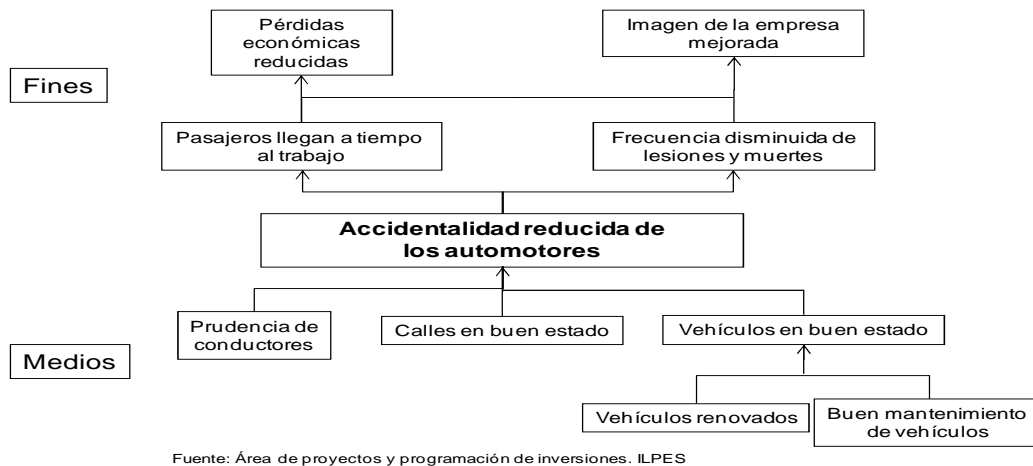 Pérdidas
económicas
reducidas
Imagen de la empresa
mejorada
Fines
Pasajeros llegan a tiempo
al trabajo
Frecuencia disminuida de
lesiones y muertes
Accidentalidad reducida de
los automotores
Prudencia de
conductores
Calles en buen estado
Vehículos en buen estado
Medios
Vehículos renovados
Buen mantenimiento
de vehículos
Fuente: Área de proyectos y programación de inversiones. ILPES